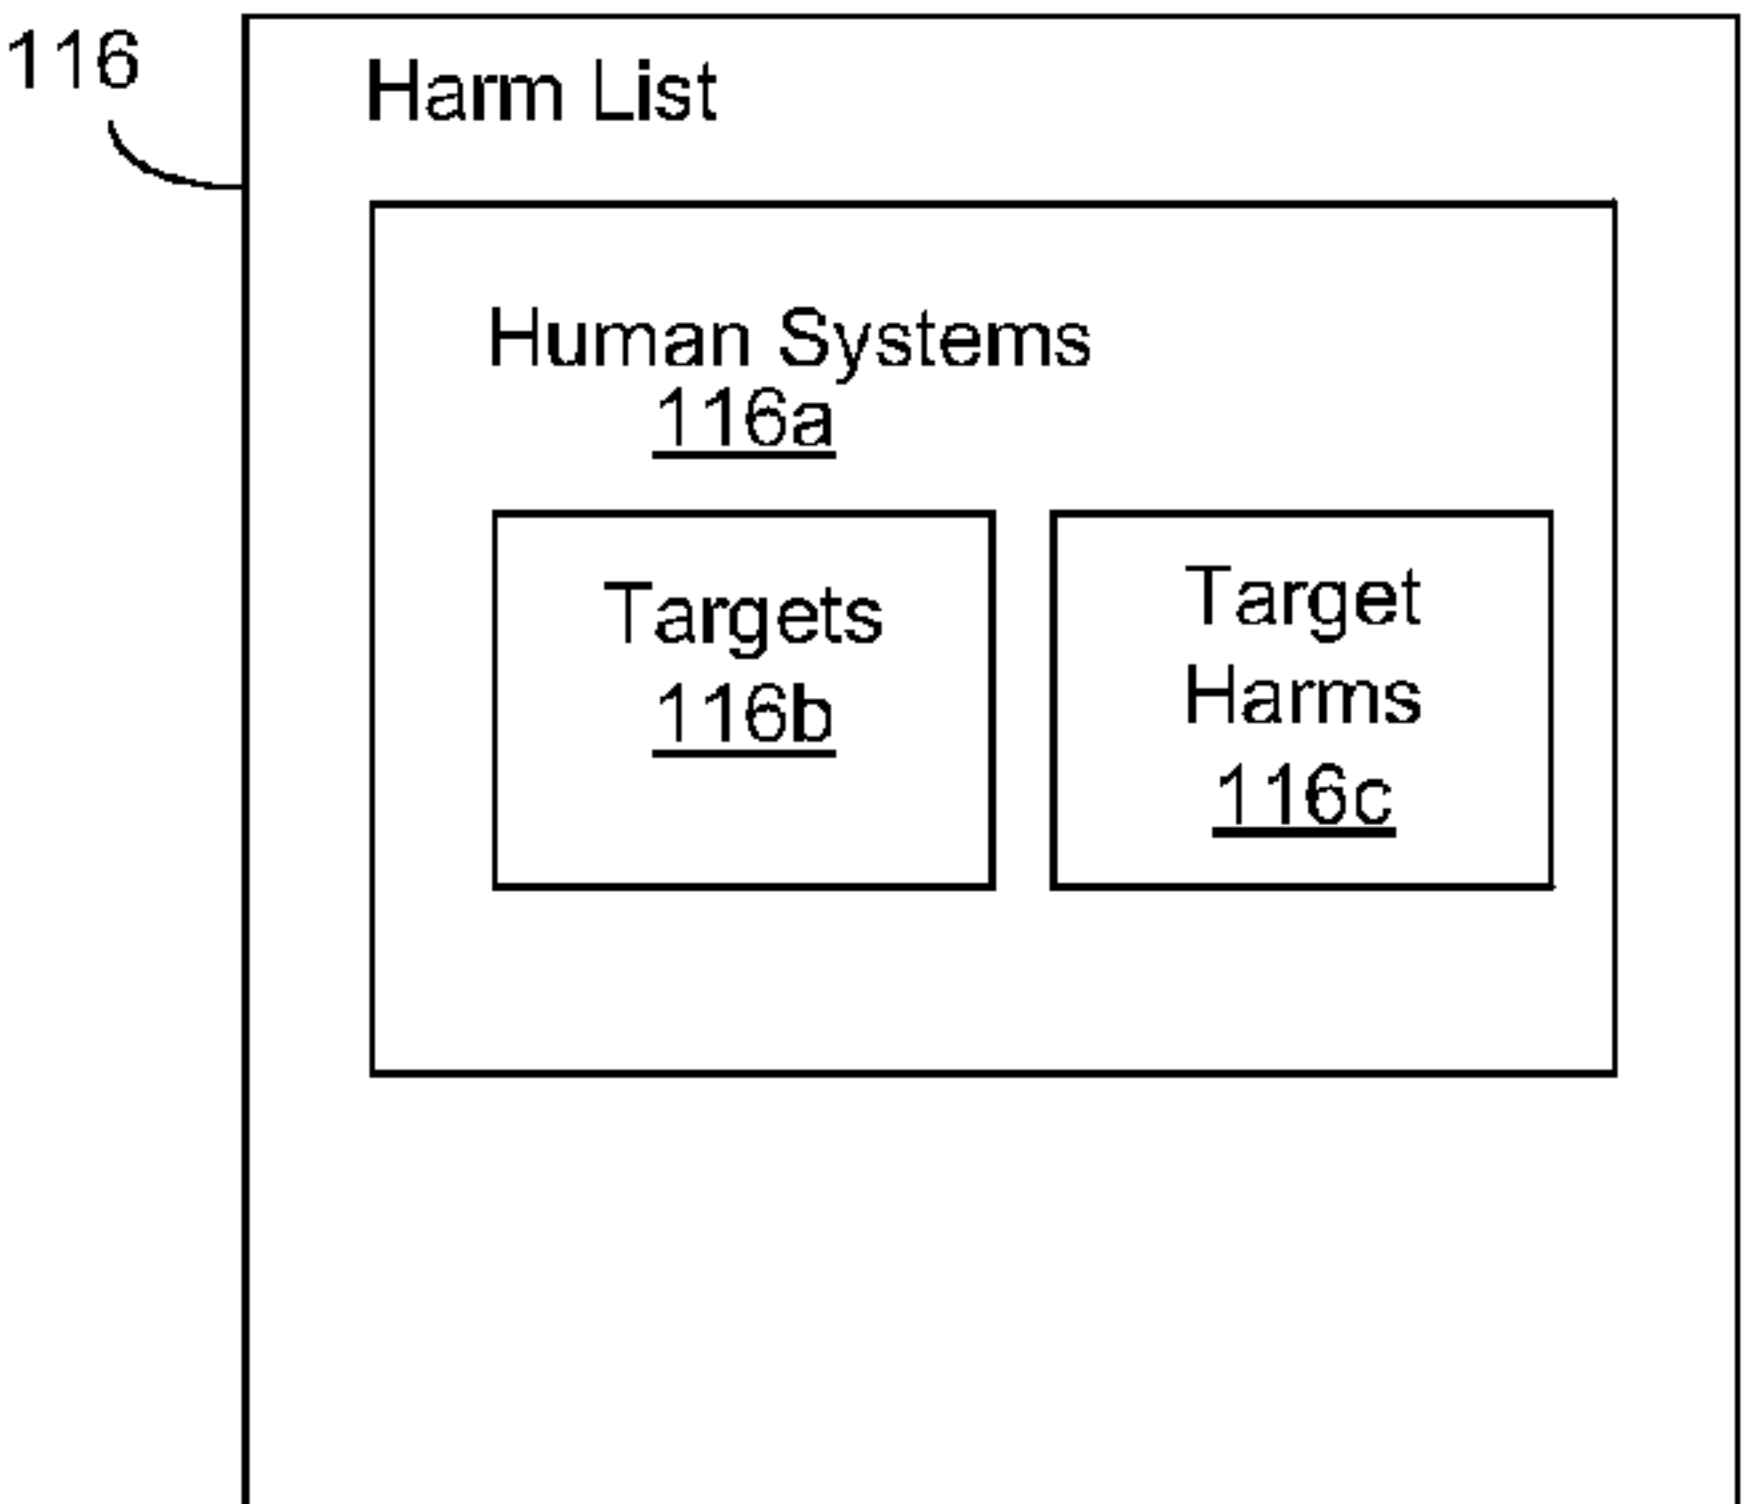 116
Harm List
Human Systems
116a
Targets
116b
Target
Harms
116c